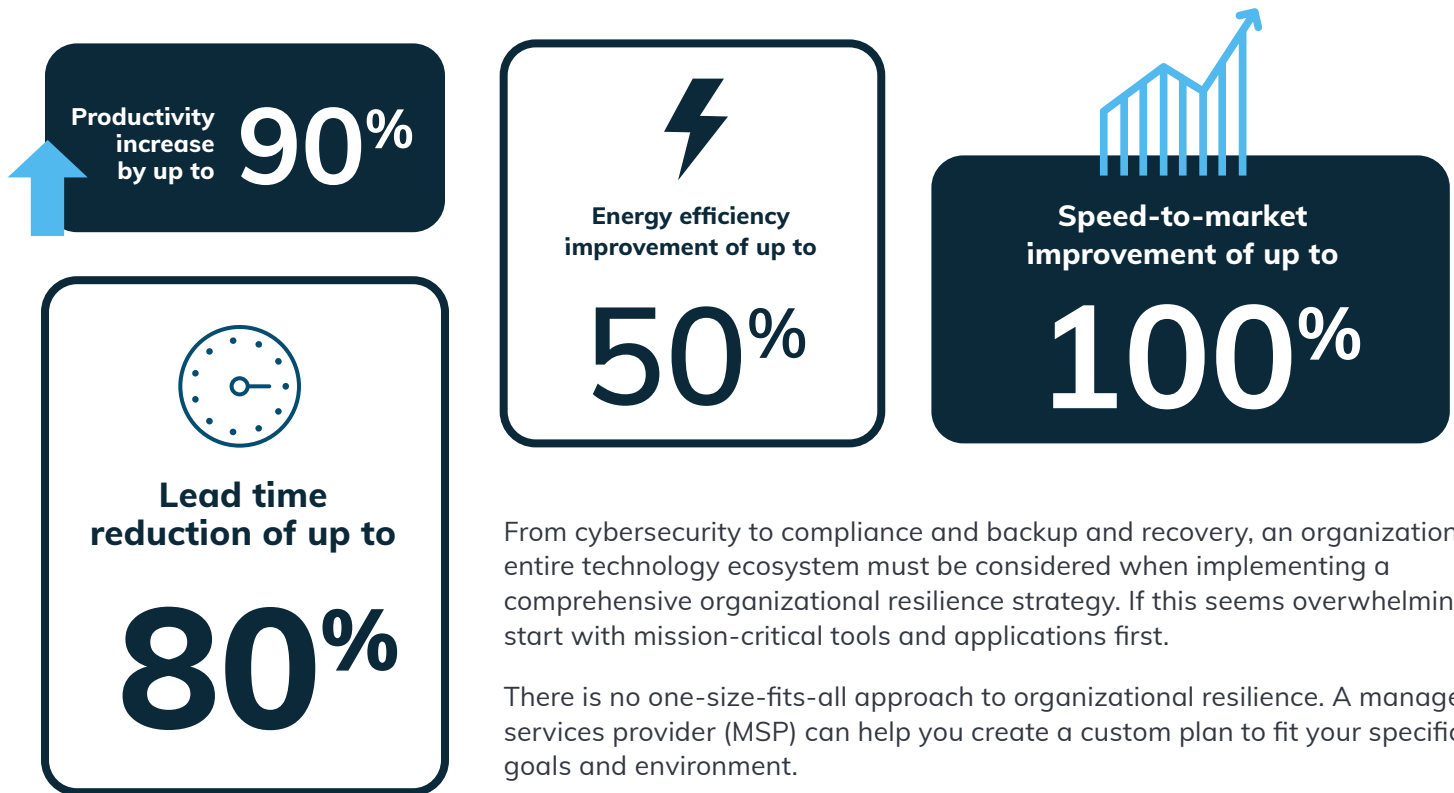 Productivity
increase
by up to
90%
Energy efficiency
improvement of up to
50%
Speed-to-market
improvement of up to
100%
Lead time
reduction of up to
80%
From cybersecurity to compliance and backup and recovery, an organization
entire technology ecosystem must be considered when implementing a
comprehensive organizational resilience strategy. If this seems overwhelmin
start with mission-critical tools and applications first.
There is no one-size-fits-all approach to organizational resilience. A manage
services provider (MSP) can help you create a custom plan to fit your specific
goals and environment.